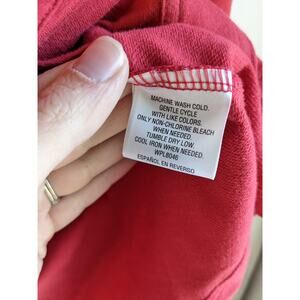 MACHINE WASH COLD.
GENTLE CYCLE
WITH LIKE COLORS.
ONLY NON-CHLORINE BLEACH
WHEN NEEDED.
TUMBLE DRY LOW.
COOL IRON WHEN NEEDED.
WPL8046
ESPAÑOL EN REVERSO